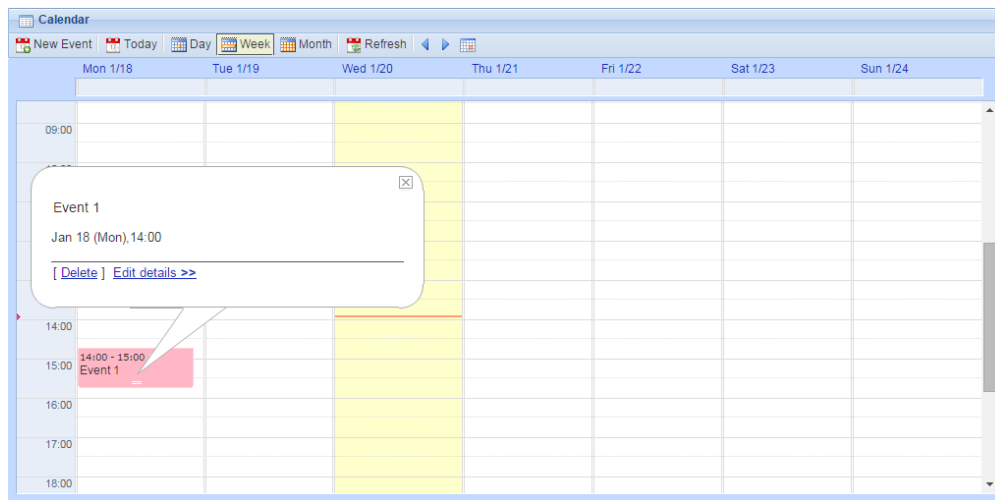 Calendar
New Event Today Day Week Month Refresh
Mon 1/18 Tue 1/19 Wed 1/20 Thu 1/21 Fri 1/22 Sat 1/23 Sun 1/24
09:00
Event 1
Jan 18 (Mon),14:00
[ Delete ] Edit details >>
14:00
14:00 - 15:00
15:00 Event 1
16:00
17:00
18:00